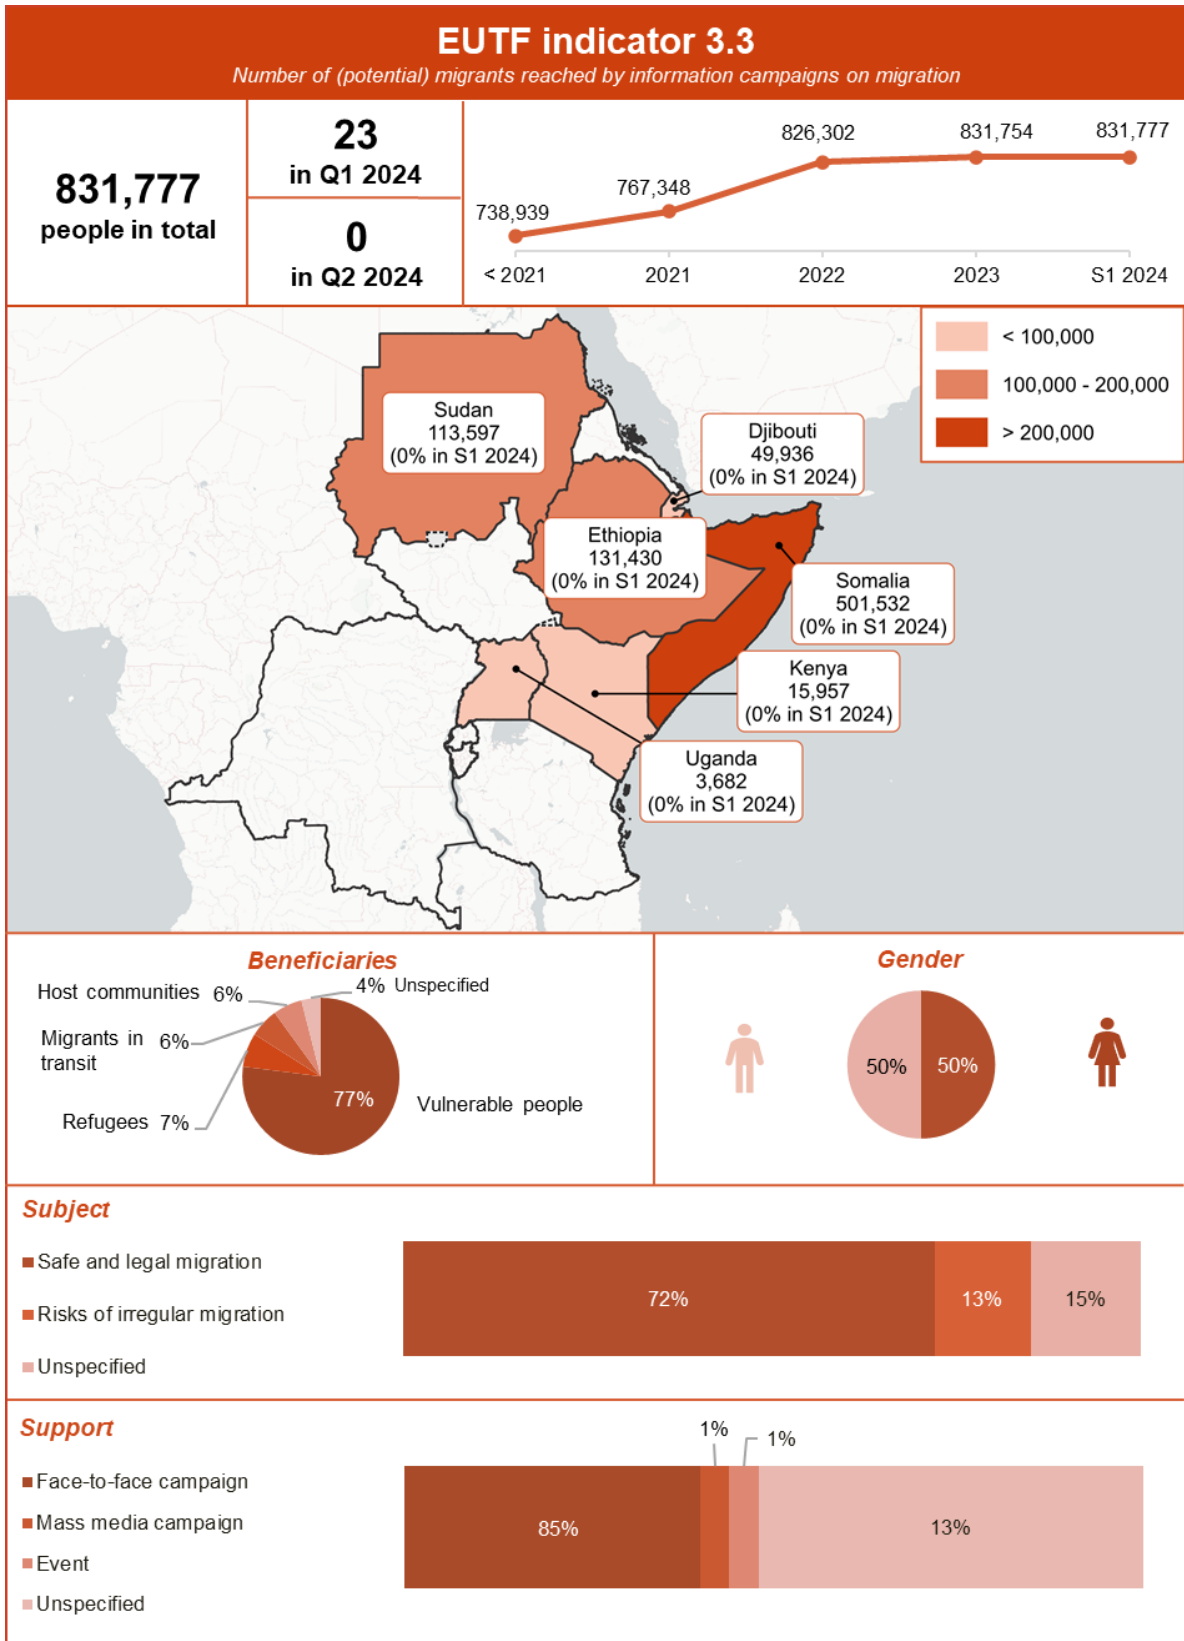 EUTF indicator 3.3
Number of (potential) migrants reached by information campaigns on migration
831,777
people in total
23
in Q1 2024
0
in Q2 2024
738,939
767,348
826,302
831,754
831,777
< 2021
2021
2022
2023
S1 2024
< 100,000
100,000 - 200,000
> 200,000
Sudan
113,597
(0% in S1 2024)
Djibouti
49,936
(0% in S1 2024)
Ethiopia
131,430
(0% in S1 2024)
Somalia
501,532
(0% in S1 2024)
Kenya
15,957
(0% in S1 2024)
Uganda
3,682
(0% in S1 2024)
Beneficiaries
Host communities 6%
4% Unspecified
Migrants in
transit
6%
Refugees 7%
77%
Vulnerable people
Gender
50%
50%
Subject
Safe and legal migration
Risks of irregular migration
Unspecified
72%
13%
15%
Support
Face-to-face campaign
Mass media campaign
Event
Unspecified
1%
1%
85%
13%